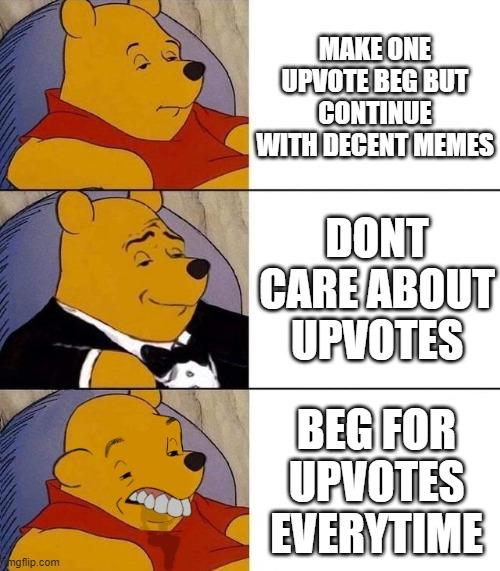 MAKE ONE
UPVOTE BEG BUT
CONTINUE
WITH DECENT MEMES
DONT
CARE ABOUT
UPVOTES
BEG FOR
UPVOTES
EVERYTIME
imgflip.com